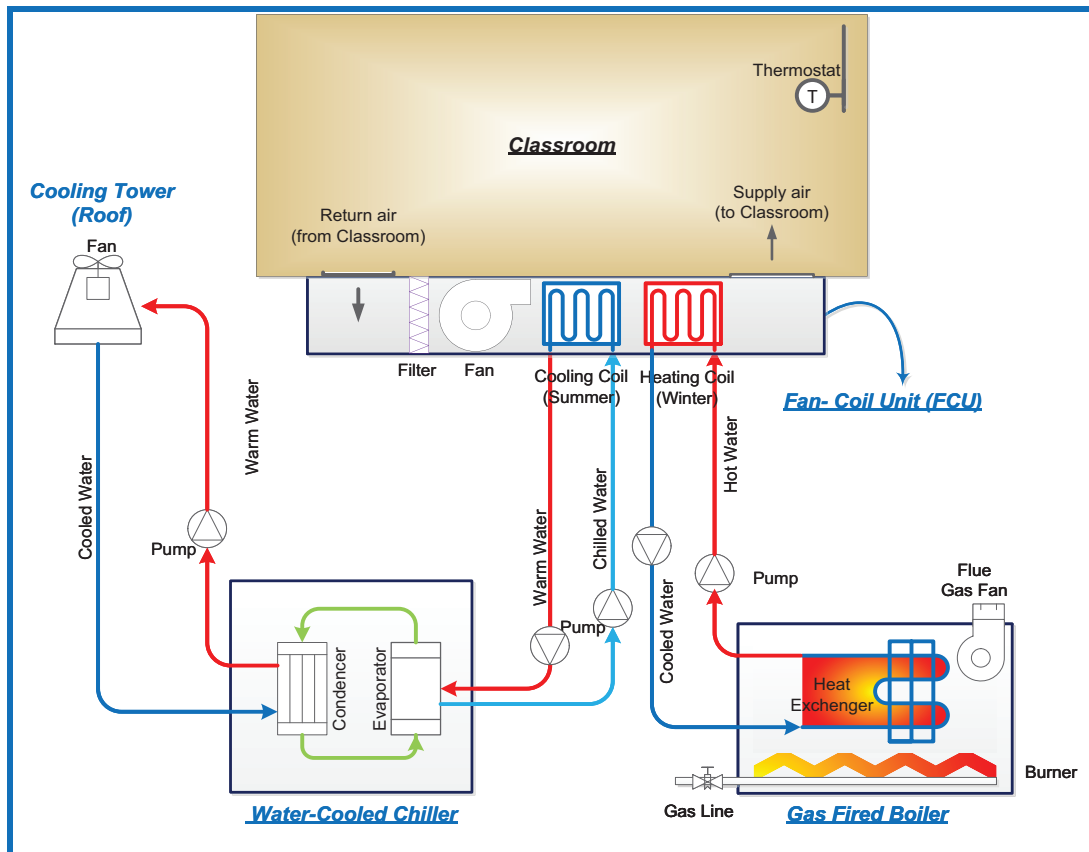 Thermostat
T
Classroom
Supply air
(to Classroom)
Return air
(from Classroom)
Cooling Tower
(Roof)
Fan
Filter
Fan
Cooling Coil
(Summer)
Heating Coil
(Winter)
Fan- Coil Unit (FCU)
Warm Water
Cooled Water
Pump
Warm Water
Chilled Water
Pump
Hot Water
Cooled Water
Pump
Flue
Gas Fan
Condencer
Evaporator
Heat
Exchenger
Burner
Gas Line
Water-Cooled Chiller
Gas Fired Boiler